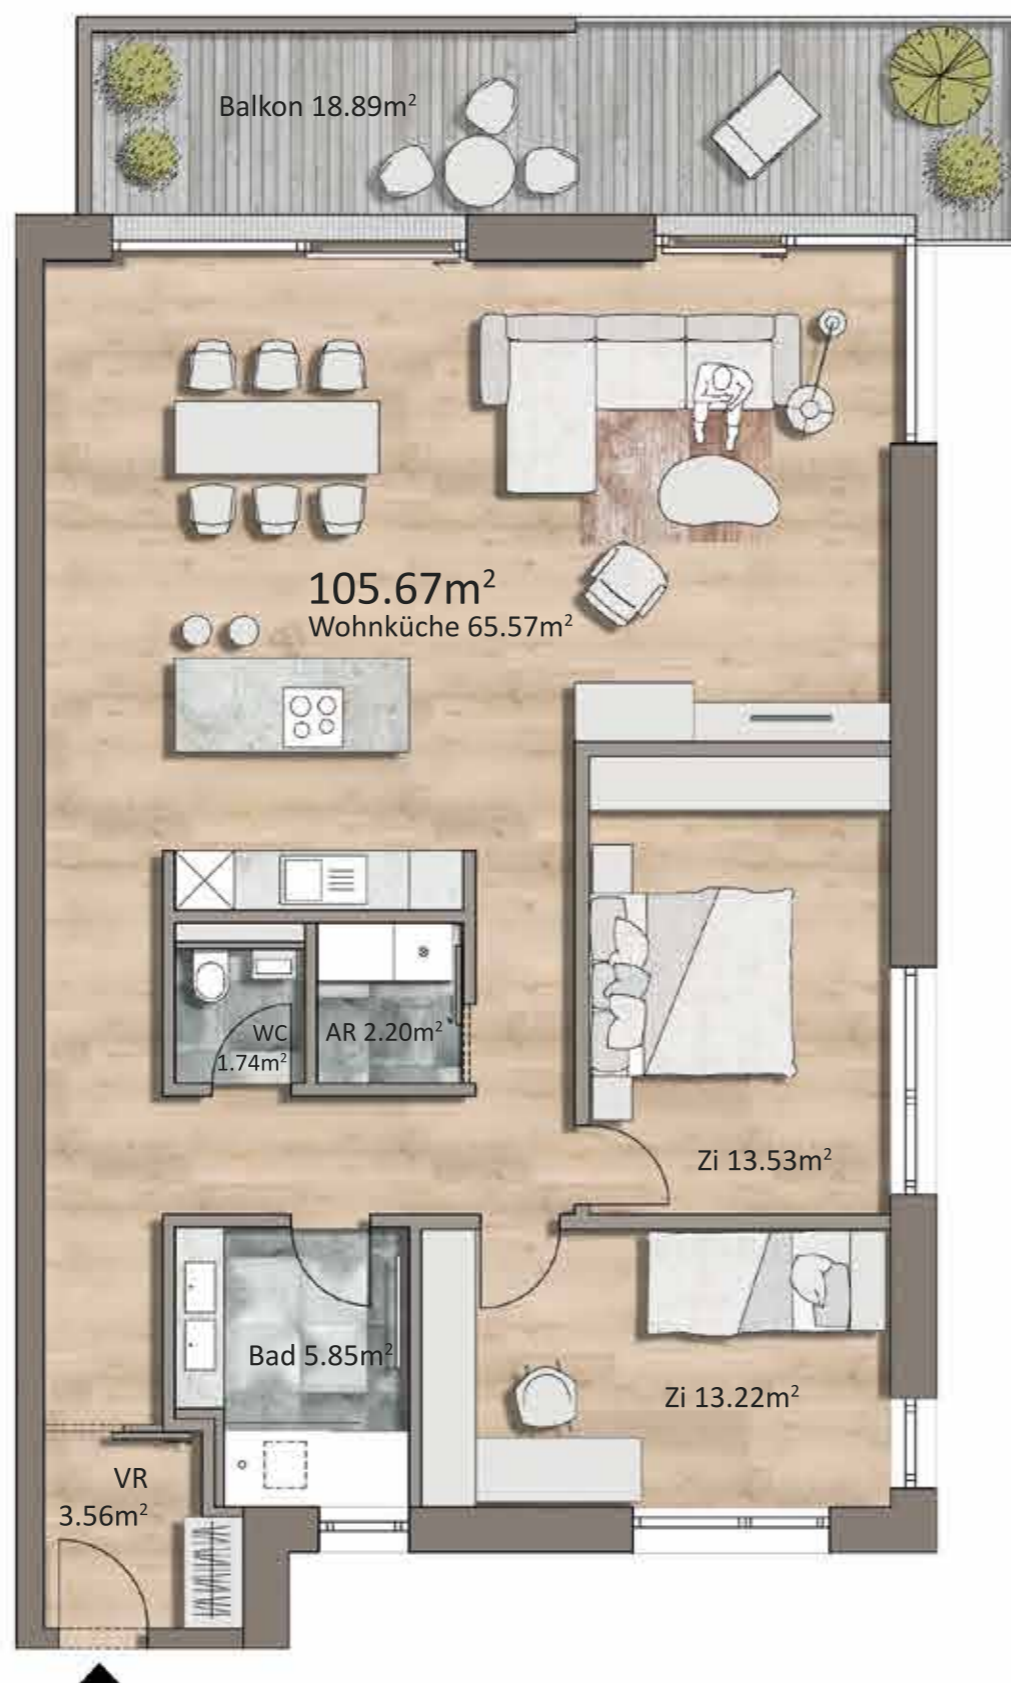 Balkon 18.89m²
105.67m²
Wohnküche 65.57m²
WC
1.74m²
AR 2.20m²
Zi 13.53m²
Bad 5.85m²
Zi 13.22m²
VR
3.56m²